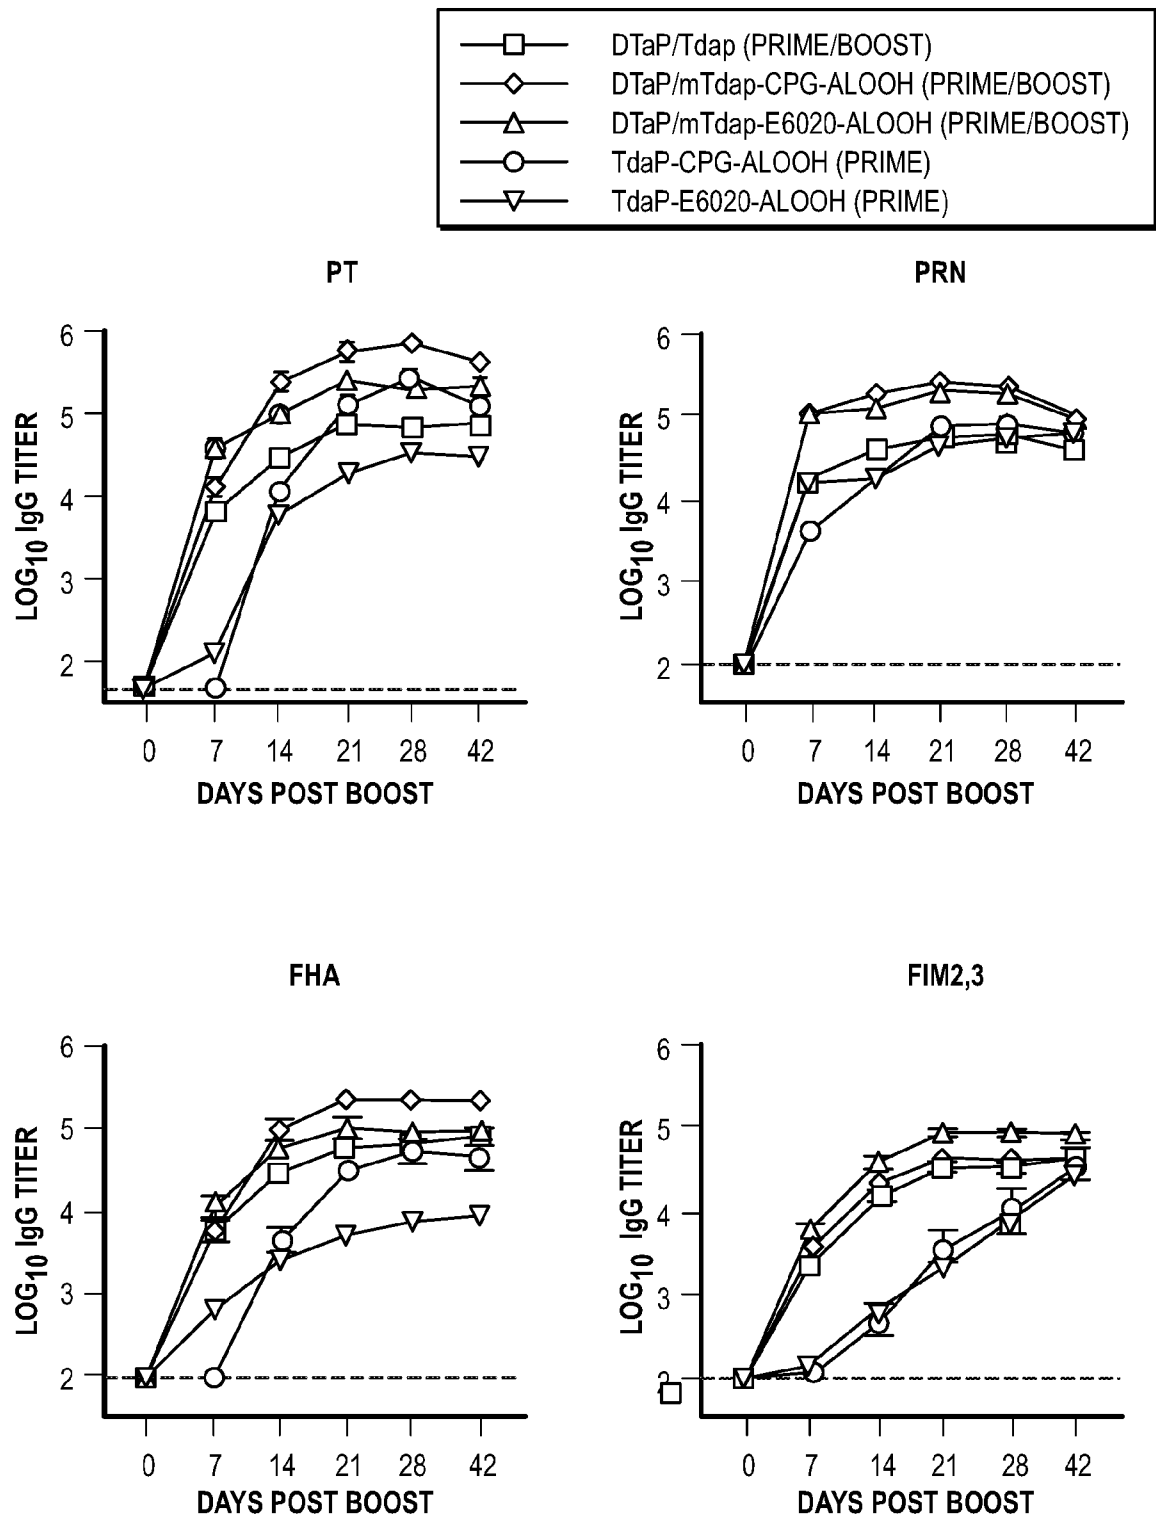 DTaP/Tdap (PRIME/BOOST)
DTaP/mTdap-CPG-ALOOH (PRIME/BOOST)
DTaP/mTdap-E6020-ALOOH (PRIME/BOOST)
TdaP-CPG-ALOOH (PRIME)
TdaP-E6020-ALOOH (PRIME)
PT
LOG10 IgG TITER
6
5
4
3
2
0 7 14 21 28 42
DAYS POST BOOST
PRN
LOG10 IgG TITER
6
5
4
3
2
0 7 14 21 28 42
DAYS POST BOOST
FHA
LOG10 IgG TITER
6
5
4
3
2
0 7 14 21 28 42
DAYS POST BOOST
FIM2,3
LOG10 IgG TITER
6
5
4
3
2
0 7 14 21 28 42
DAYS POST BOOST